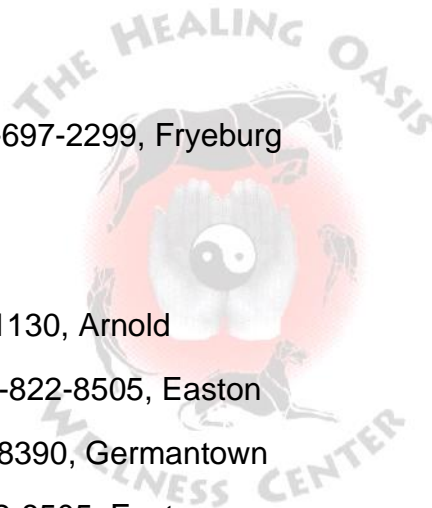 THE HEALING OASIS
-697-2299, Fryeburg
1130, Arnold
-822-8505, Easton
8390, Germantown
WELLNESS CENTER